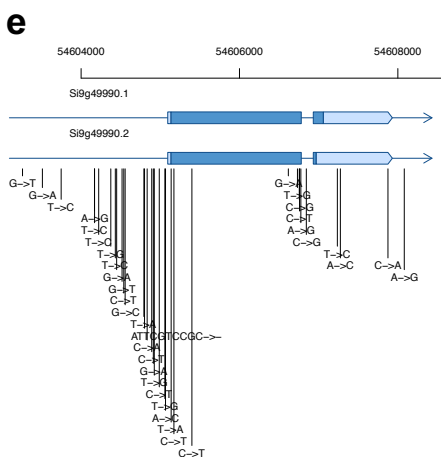 e
54604000 54606000 54608000
Si9g49990.1
Si9g49990.2
G->T
G->A
T->C
A->G
T->C
T->C
T->G
T->C
G->A
G->T
C->T
G->C
T->A
ATTCGTCCGC->-
C->A
C->T
G->A
T->G
C->T
T->G
A->C
T->A
C->T
C->T
G->A
T->G
C->G
C->T
A->G
C->G
T->C
A->C
C->A
A->G